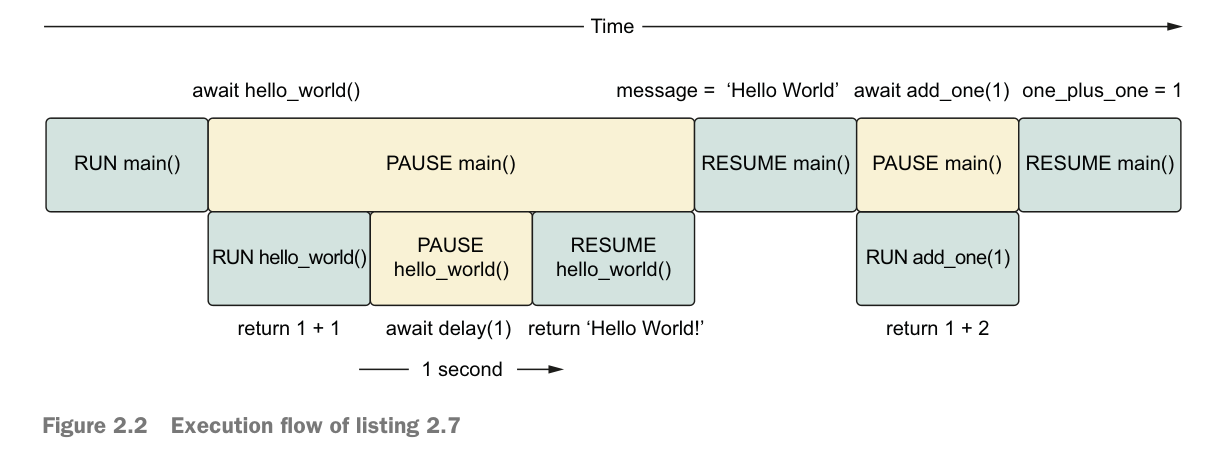 Time
await hello_world()
message = ‘Hello World’
await add_one(1)
one_plus_one = 1
RUN main()
PAUSE main()
RESUME main()
PAUSE main()
RESUME main()
RUN hello_world()
PAUSE
hello_world()
RESUME
hello_world()
RUN add_one(1)
return 1 + 1
await delay(1)
return ‘Hello World!’
return 1 + 2
1 second
Figure 2.2 Execution flow of listing 2.7